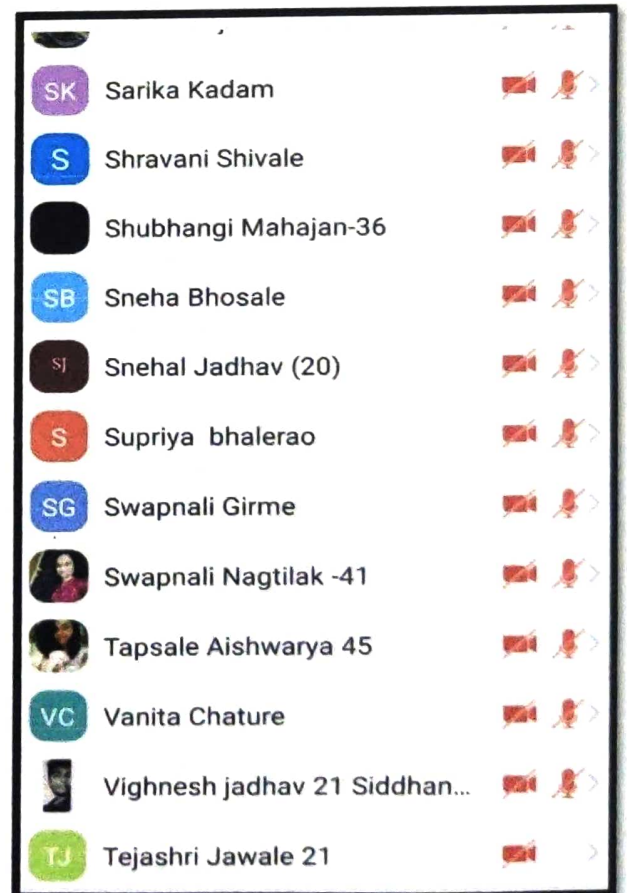 SK Sarika Kadam
S Shravani Shivale
Shubhangi Mahajan-36
SB Sneha Bhosale
SJ Snehal Jadhav (20)
S Supriya bhalerao
SG Swapnali Girme
Swapnali Nagtilak -41
Tapsale Aishwarya 45
VC Vanita Chature
Vighnesh jadhav 21 Siddhan...
TJ Tejashri Jawale 21